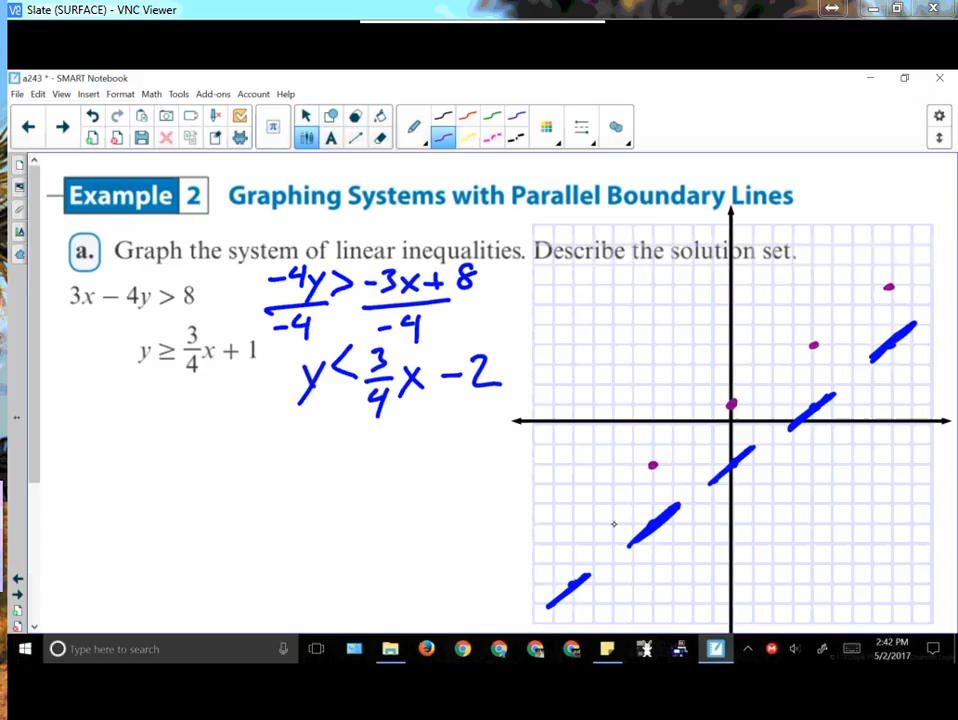 Slate (SURFACE) - VNC Viewer
a243 * - SMART Notebook
File Edit View Insert Format Math Tools Add-ons Account Help
Example 2 Graphing Systems with Parallel Boundary Lines
a. Graph the system of linear inequalities. Describe the solution set.
3x − 4y > 8
y ≥ 3/4 x + 1
-4y > -3x + 8
-4 -4
y < 3/4 x - 2
Type here to search
2:42 PM
5/2/2017